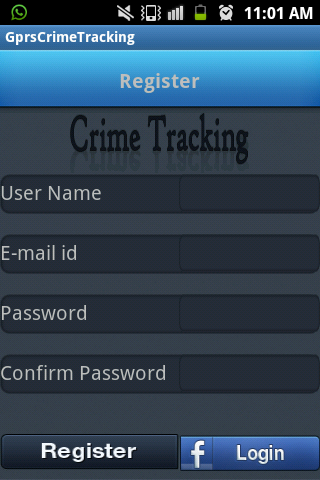 11:01 AM
GprsCrimeTracking
Register
Crime Tracking
User Name
E-mail id
Password
Confirm Password
Register
f Login